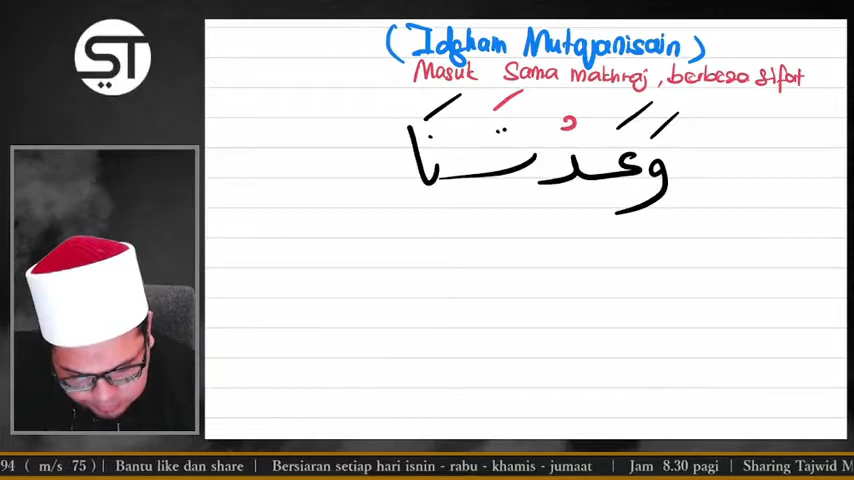 ST
(Idgham Mutajanisain)
Masuk Sama makhraj, berbeza sifat
وَعَدْتَنَا
94 ( m/s 75 ) | Bantu like dan share | Bersiaran setiap hari isnin - rabu - khamis - jumaat | Jam 8.30 pagi | Sharing Tajwid M